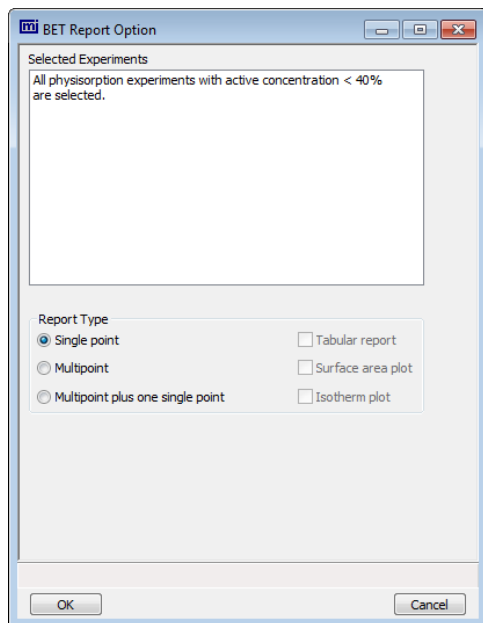 mi BET Report Option
Selected Experiments
All physisorption experiments with active concentration < 40%
are selected.
Report Type
Single point
Tabular report
Multipoint
Surface area plot
Multipoint plus one single point
Isotherm plot
OK
Cancel